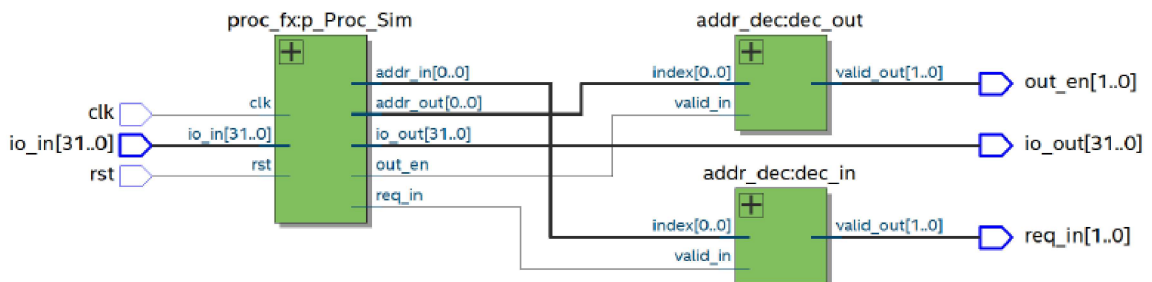 proc_fx:p_Proc_Sim
addr_dec:dec_out
addr_in[0..0]
index[0..0]
valid_out[1..0]
out_en[1..0]
clk
clk
addr_out[0..0]
valid_in
io_in[31..0]
io_in[31..0]
io_out[31..0]
io_out[31..0]
rst
rst
out_en
addr_dec:dec_in
req_in
index[0..0]
valid_out[1..0]
req_in[1..0]
valid_in